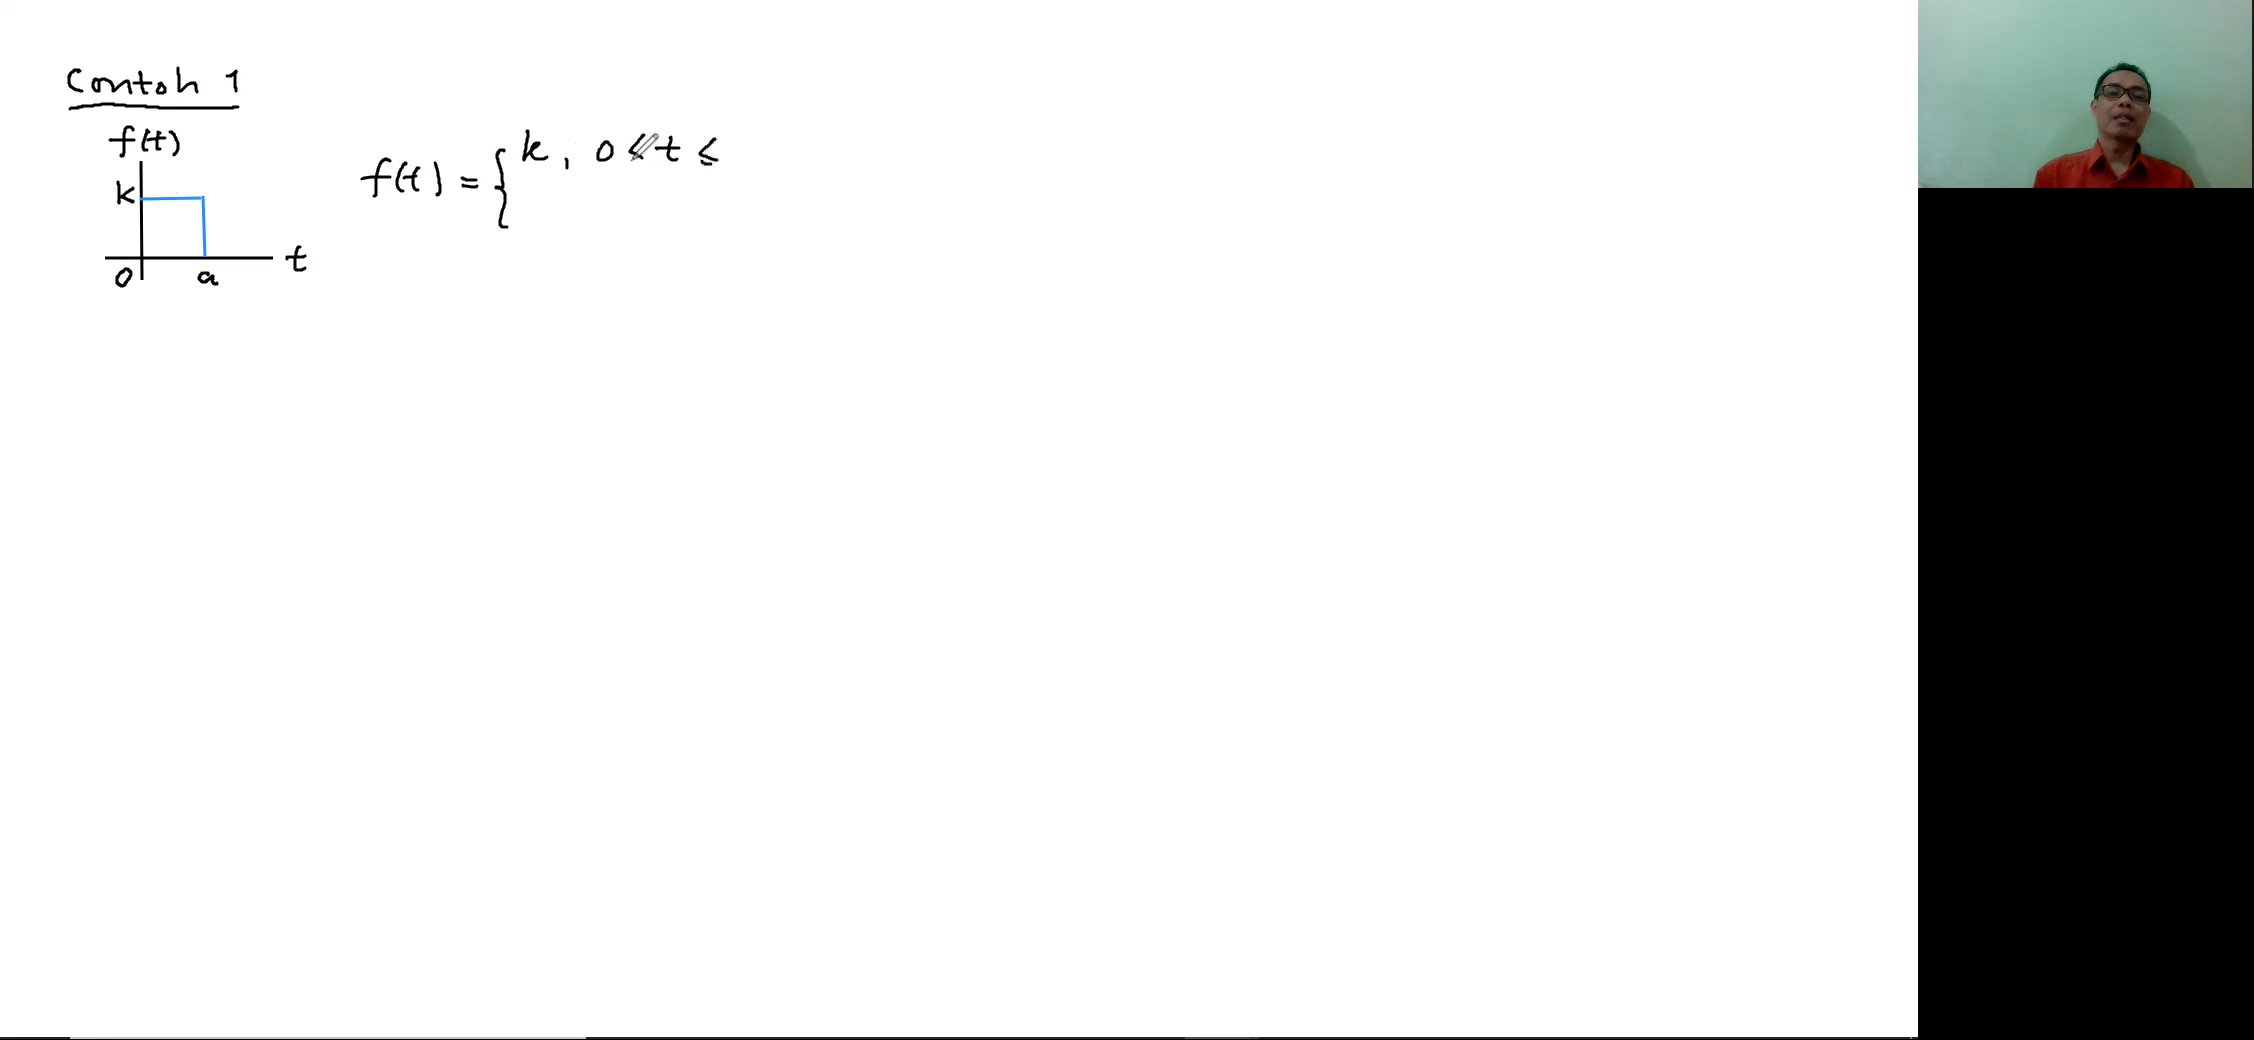 Contoh 1
f(t)
k
0 a t
f(t) = { k, 0 ≤ t ≤